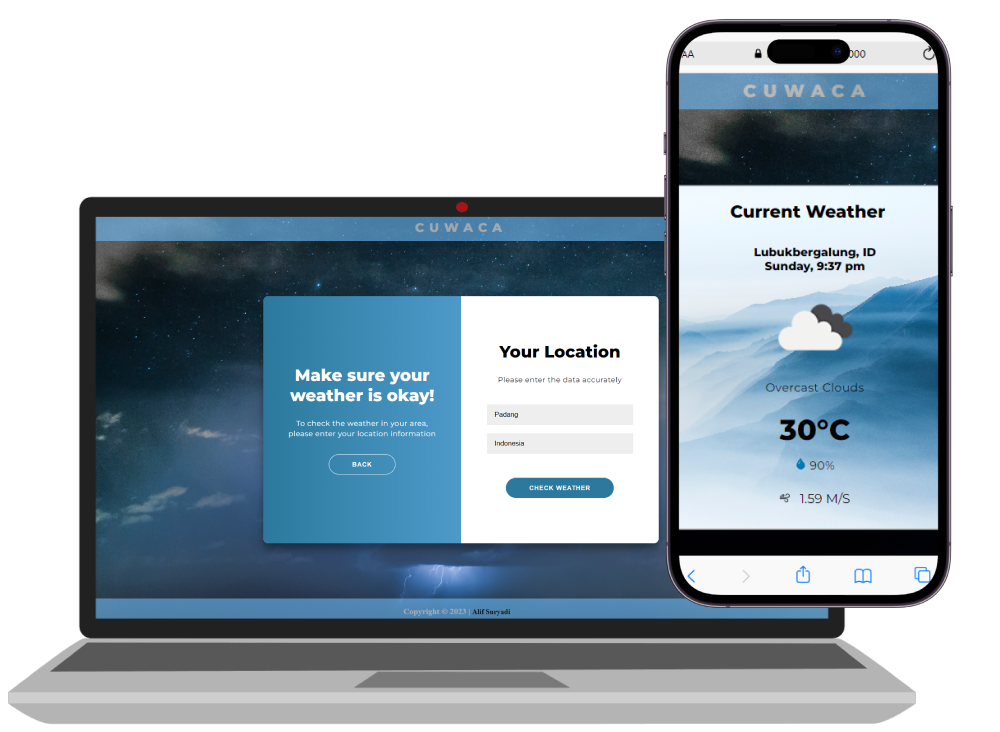 CUWACA
Make sure your
weather is okay!
To check the weather in your area,
please enter your location information
BACK
Your Location
Please enter the data accurately
Padang
Indonesia
CHECK WEATHER
Copyright © 2023 | Alif Suryadi
AA
000
CUWACA
Current Weather
Lubukbergalung, ID
Sunday, 9:37 pm
Overcast Clouds
30°C
90%
1.59 M/S